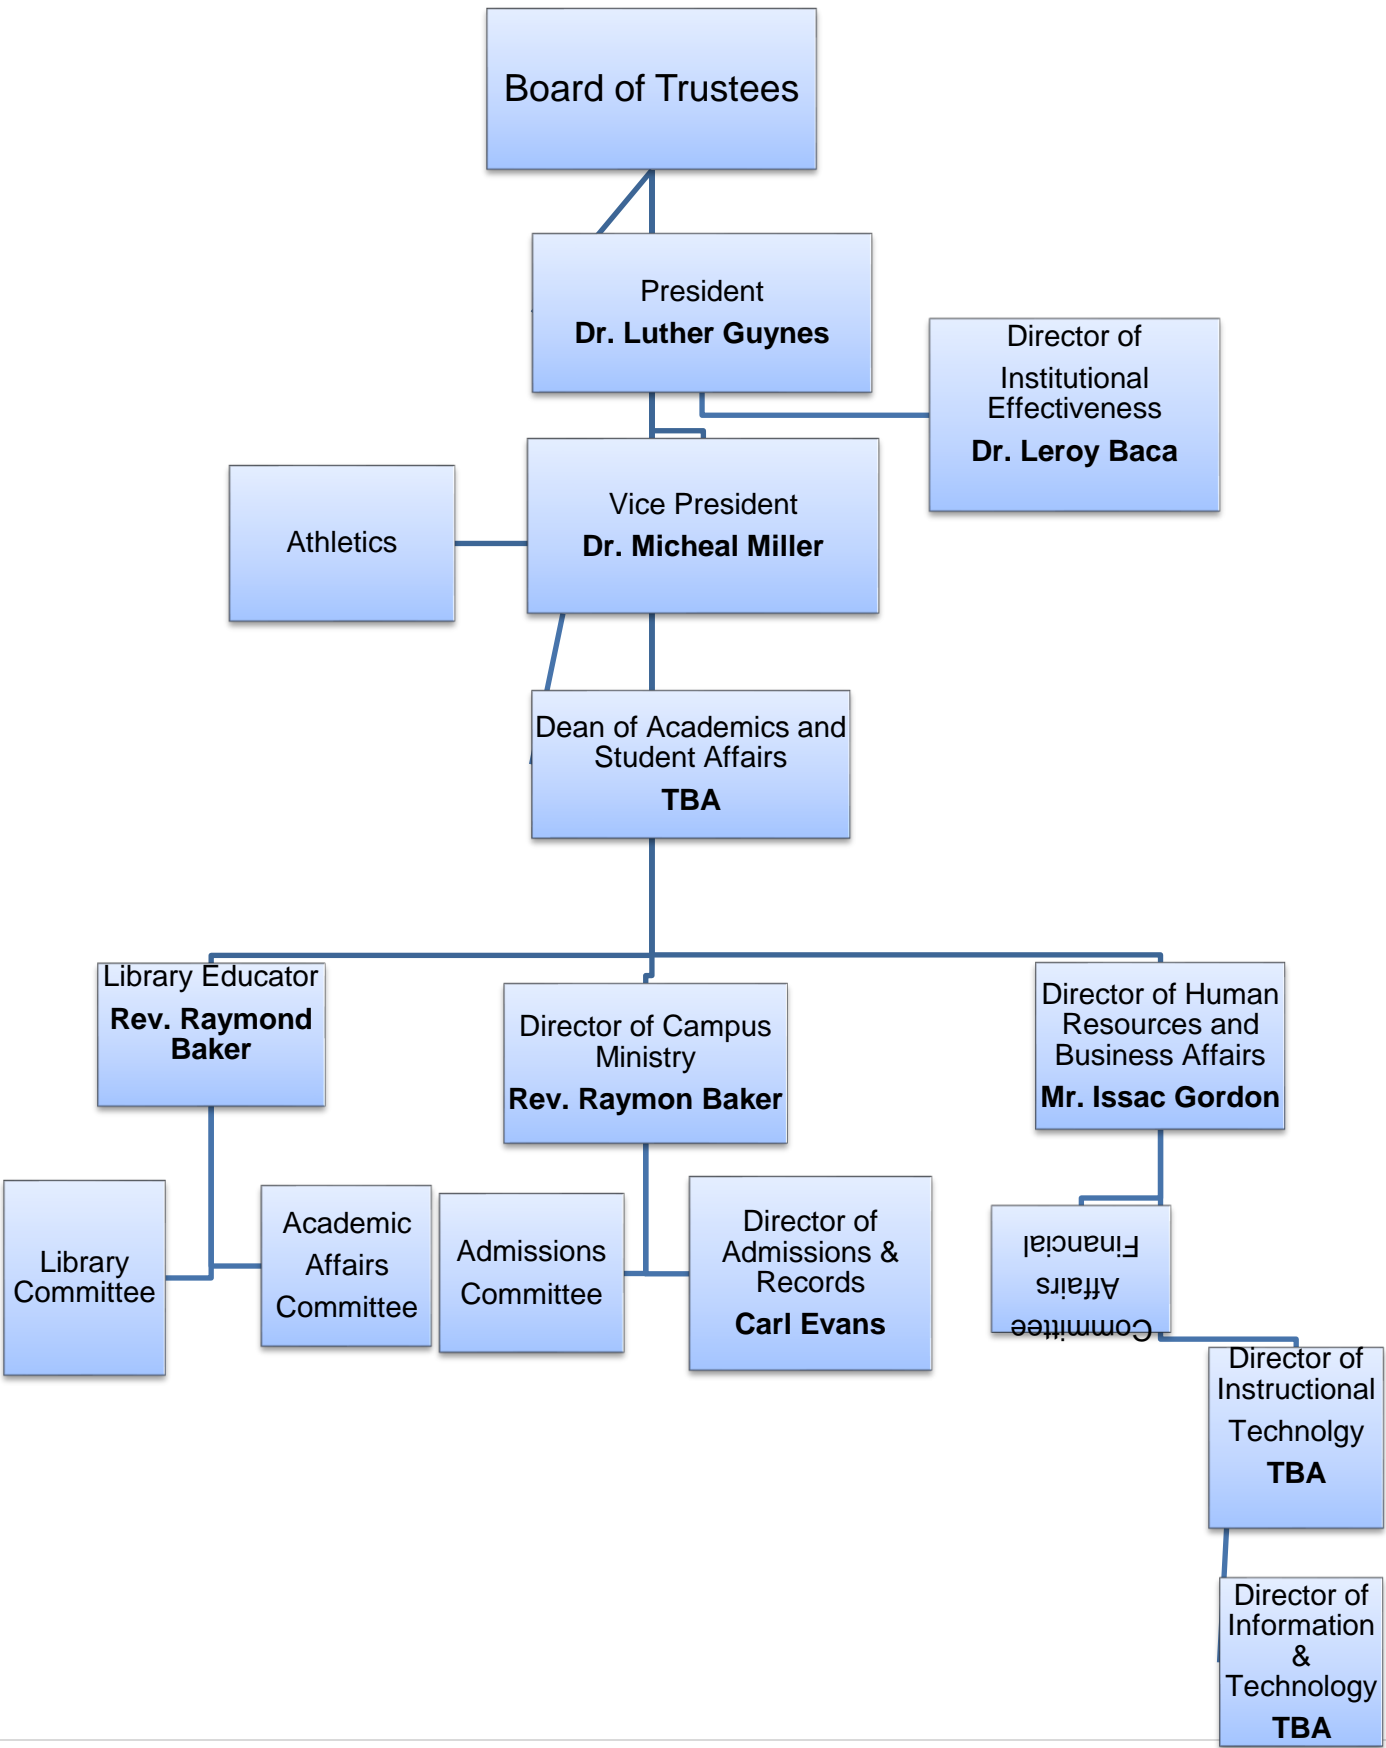 Board of Trustees
President
Dr. Luther Guynes
Director of
Institutional
Effectiveness
Dr. Leroy Baca
Athletics
Vice President
Dr. Micheal Miller
Dean of Academics and
Student Affairs
TBA
Library Educator
Rev. Raymond
Baker
Director of Campus
Ministry
Rev. Raymon Baker
Director of Human
Resources and
Business Affairs
Mr. Issac Gordon
Library
Committee
Academic
Affairs
Committee
Admissions
Committee
Director of
Admissions &
Records
Carl Evans
Financial
Affairs
Committee
Director of
Instructional
Technolgy
TBA
Director of
Information
&
Technology
TBA